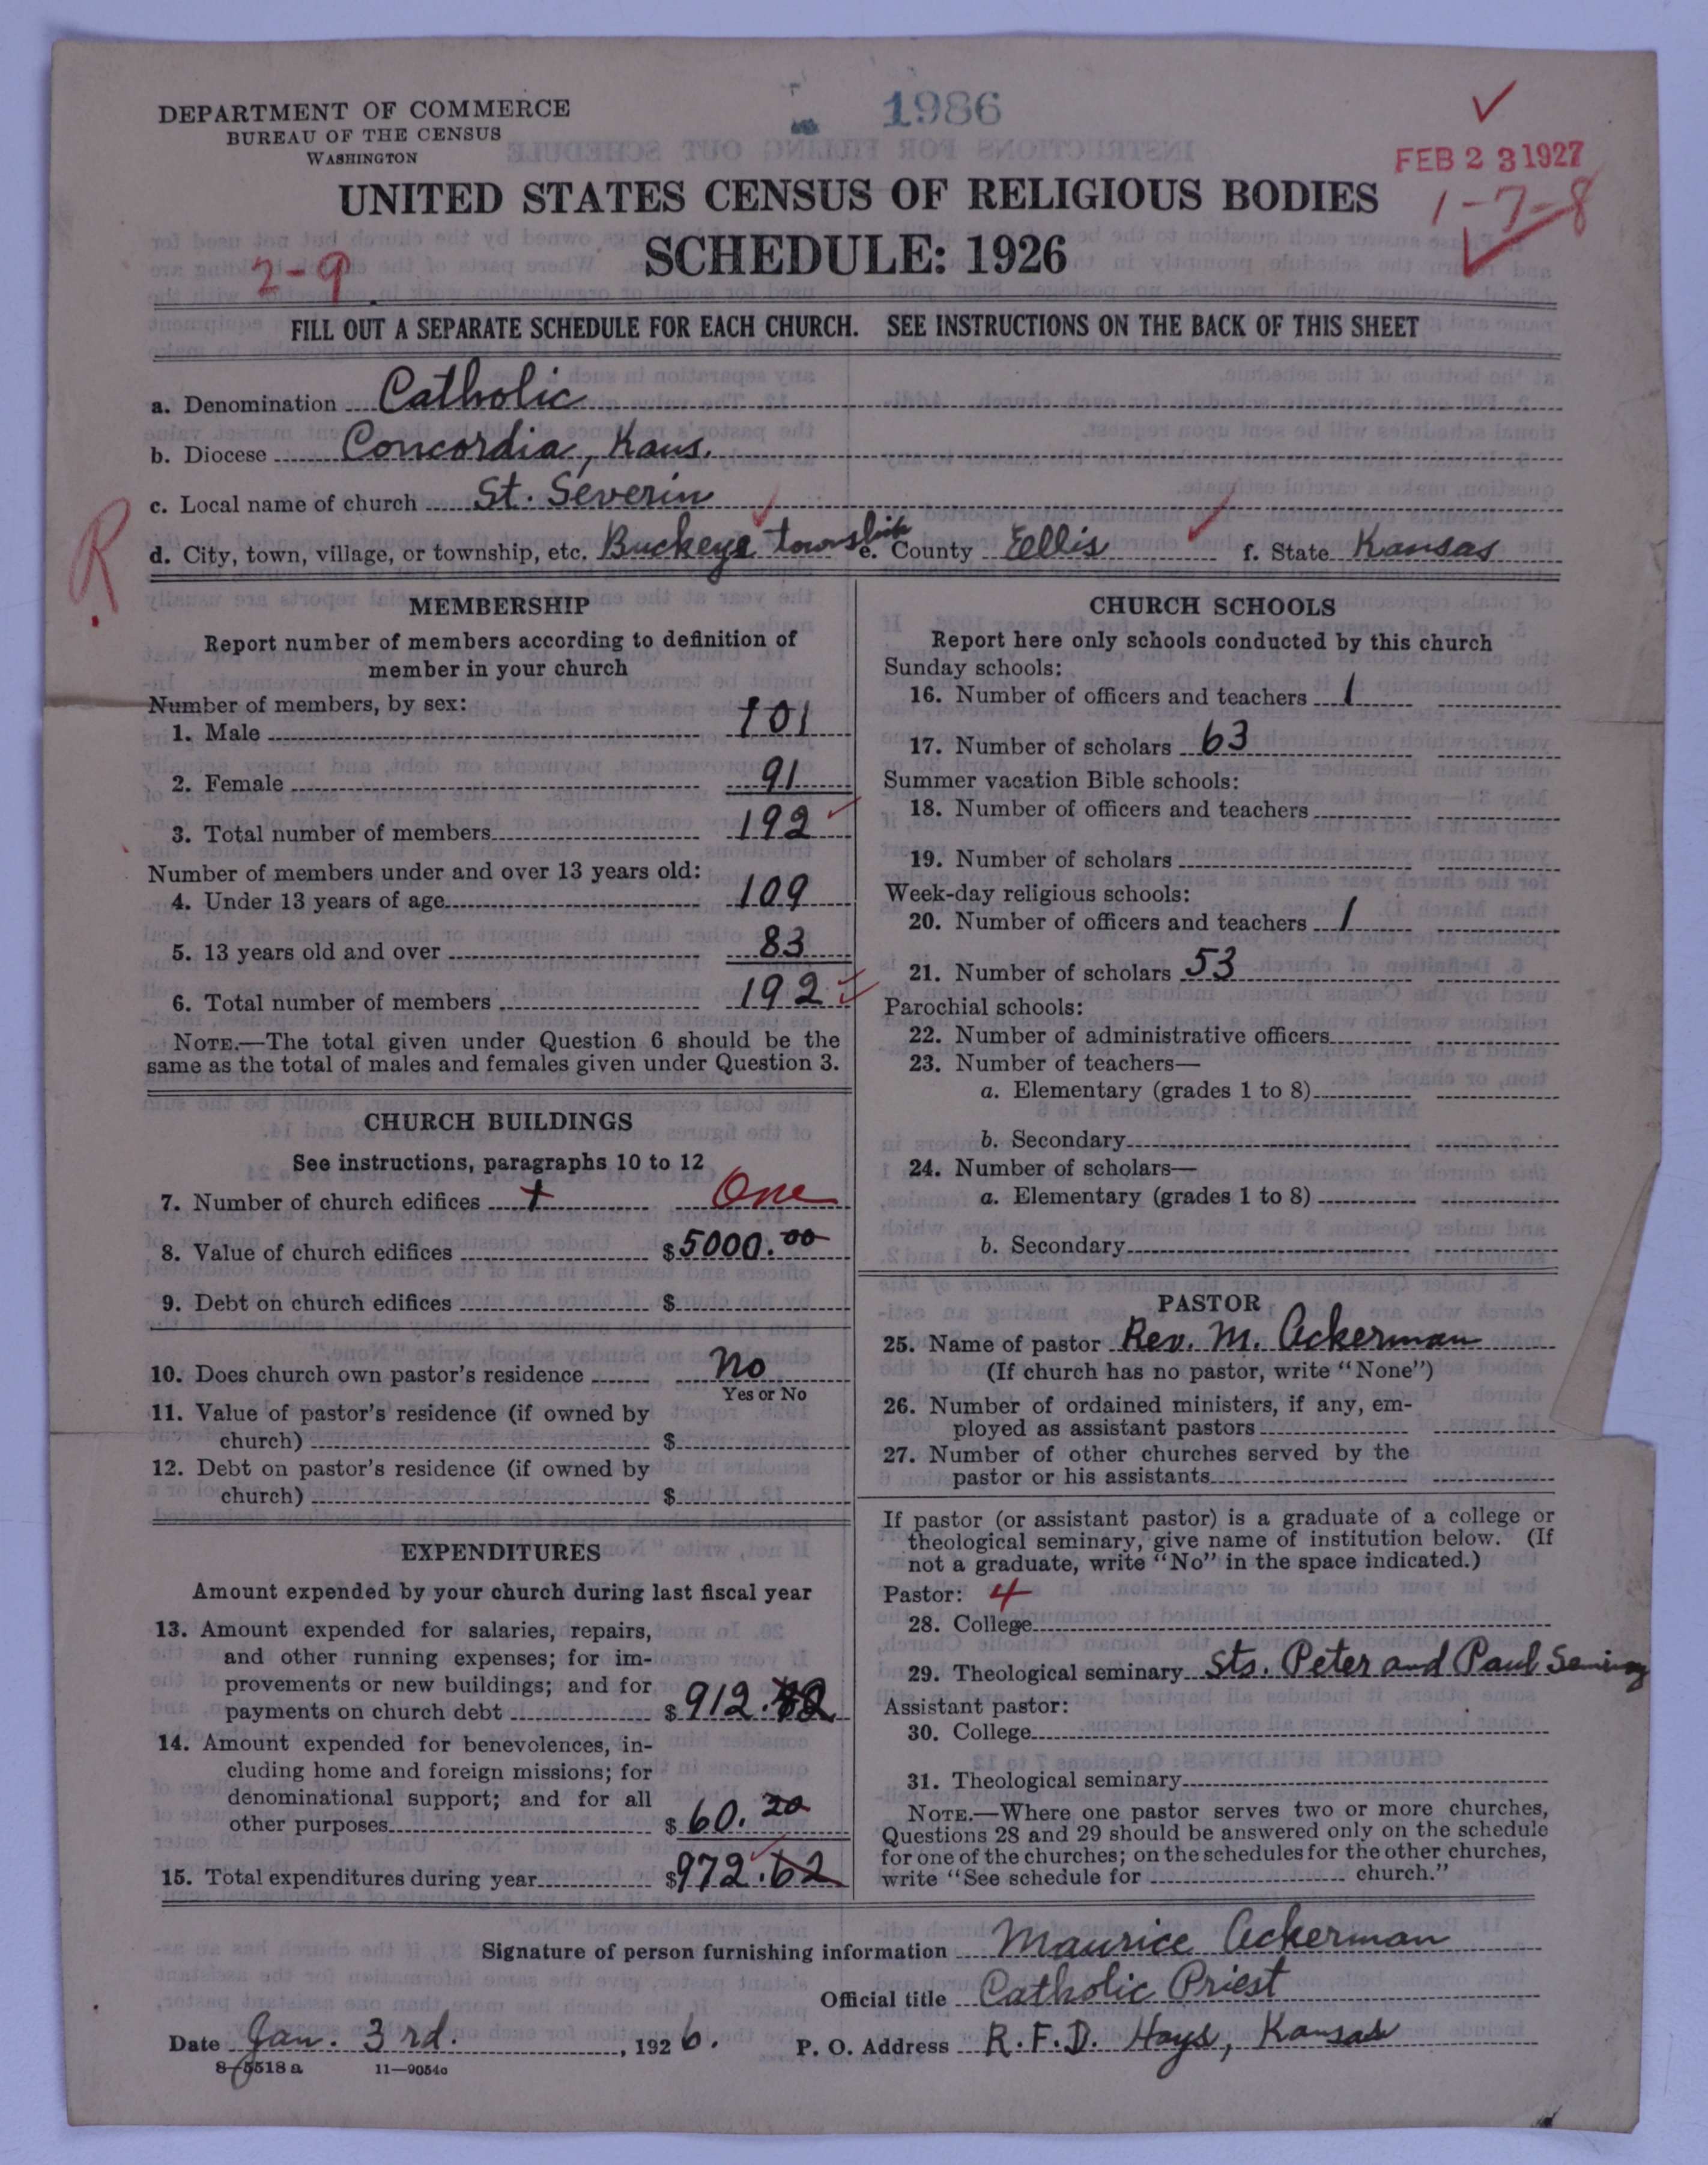 DEPARTMENT OF COMMERCE
BUREAU OF THE CENSUS
WASHINGTON
1986
FEB 23 1927
1-7-8
UNITED STATES CENSUS OF RELIGIOUS BODIES
SCHEDULE: 1926
2-9
FILL OUT A SEPARATE SCHEDULE FOR EACH CHURCH. SEE INSTRUCTIONS ON THE BACK OF THIS SHEET
a. Denomination Catholic
b. Diocese Concordia, Kans.
c. Local name of church St. Severin
R
d. City, town, village, or township, etc. Buckeye township e. County Ellis f. State Kansas
MEMBERSHIP
Report number of members according to definition of
member in your church
Number of members, by sex:
1. Male 101
2. Female 91
3. Total number of members 192
Number of members under and over 13 years old:
4. Under 13 years of age 109
5. 13 years old and over 83
6. Total number of members 192
NOTE.—The total given under Question 6 should be the
same as the total of males and females given under Question 3.
CHURCH BUILDINGS
See instructions, paragraphs 10 to 12
7. Number of church edifices 1 One
8. Value of church edifices $5000.00
9. Debt on church edifices $
10. Does church own pastor's residence No
Yes or No
11. Value of pastor's residence (if owned by
church) $
12. Debt on pastor's residence (if owned by
church) $
EXPENDITURES
Amount expended by your church during last fiscal year
13. Amount expended for salaries, repairs,
and other running expenses; for im-
provements or new buildings; and for
payments on church debt $912.
14. Amount expended for benevolences, in-
cluding home and foreign missions; for
denominational support; and for all
other purposes $60.20
15. Total expenditures during year $972.62
CHURCH SCHOOLS
Report here only schools conducted by this church
Sunday schools:
16. Number of officers and teachers 1
17. Number of scholars 63
Summer vacation Bible schools:
18. Number of officers and teachers
19. Number of scholars
Week-day religious schools:
20. Number of officers and teachers 1
21. Number of scholars 53
Parochial schools:
22. Number of administrative officers
23. Number of teachers—
a. Elementary (grades 1 to 8)
b. Secondary
24. Number of scholars—
a. Elementary (grades 1 to 8)
b. Secondary
PASTOR
25. Name of pastor Rev. M. Ackerman
(If church has no pastor, write "None")
26. Number of ordained ministers, if any, em-
ployed as assistant pastors
27. Number of other churches served by the
pastor or his assistants
If pastor (or assistant pastor) is a graduate of a college or
theological seminary, give name of institution below. (If
not a graduate, write "No" in the space indicated.)
Pastor: 4
28. College
29. Theological seminary Sts. Peter and Paul Seminary
Assistant pastor:
30. College
31. Theological seminary
NOTE.—Where one pastor serves two or more churches,
Questions 28 and 29 should be answered only on the schedule
for one of the churches; on the schedules for the other churches,
write "See schedule for church."
Signature of person furnishing information Maurice Ackerman
Official title Catholic Priest
Date Jan. 3rd. , 1926. P. O. Address R.F.D. Hays, Kansas
8-5518 a 11—9054a